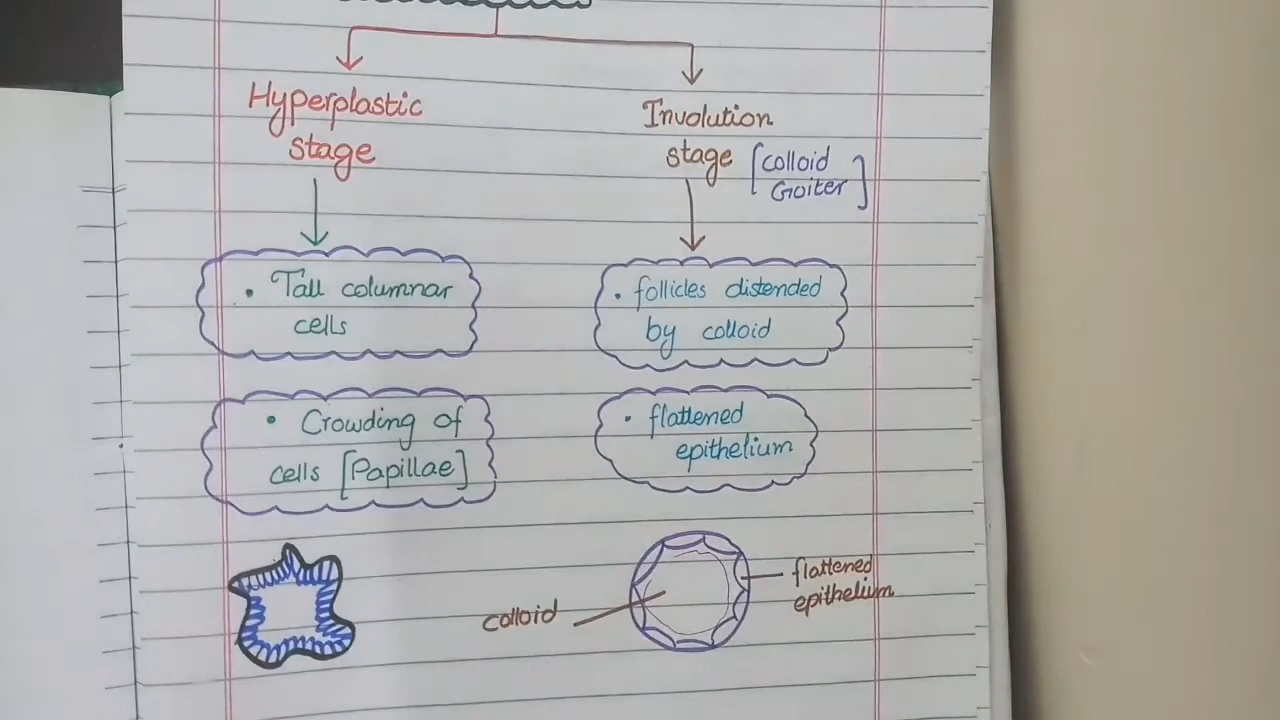 Hyperplastic
stage
Involution
stage [colloid
Goiter]
• Tall columnar
cells
• Crowding of
cells [Papillae]
• follicles distended
by colloid
• flattened
epithelium
colloid
flattened
epithelium